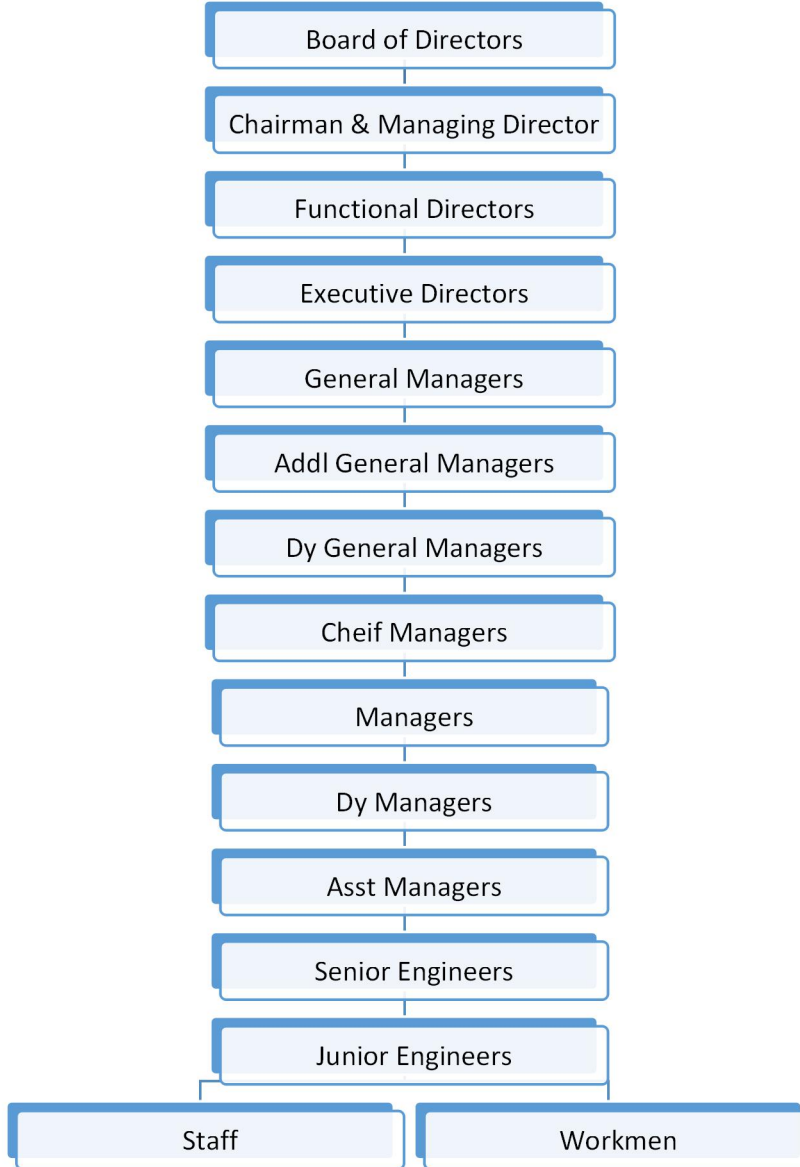 Board of Directors
Chairman & Managing Director
Functional Directors
Executive Directors
General Managers
Addl General Managers
Dy General Managers
Cheif Managers
Managers
Dy Managers
Asst Managers
Senior Engineers
Junior Engineers
Staff
Workmen